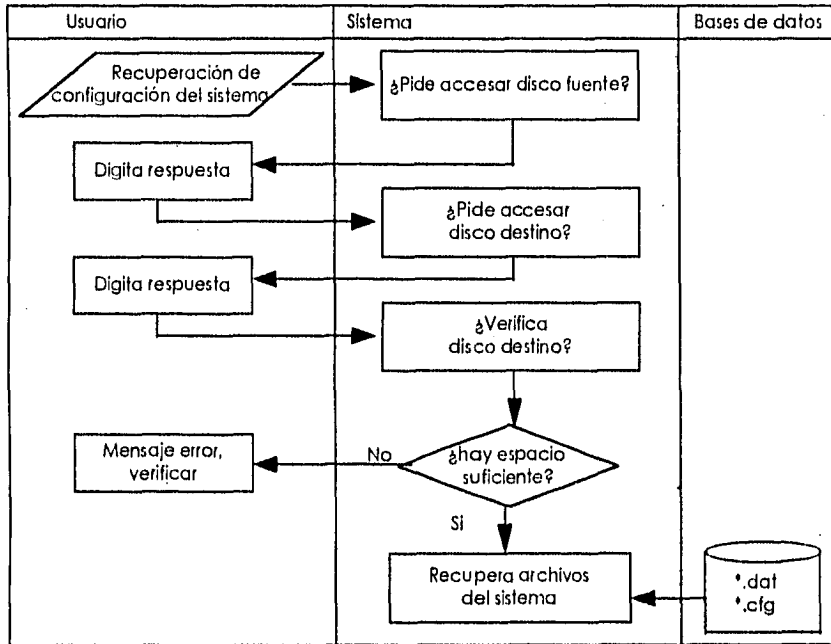 Usuario
Sistema
Bases de datos
Recuperación de
configuración del sistema
¿Pide accesar disco fuente?
Digita respuesta
¿Pide accesar
disco destino?
Digita respuesta
¿Verifica
disco destino?
Mensaje error,
verificar
No
¿hay espacio
suficiente?
Si
Recupera archivos
del sistema
*.dat
*.cfg